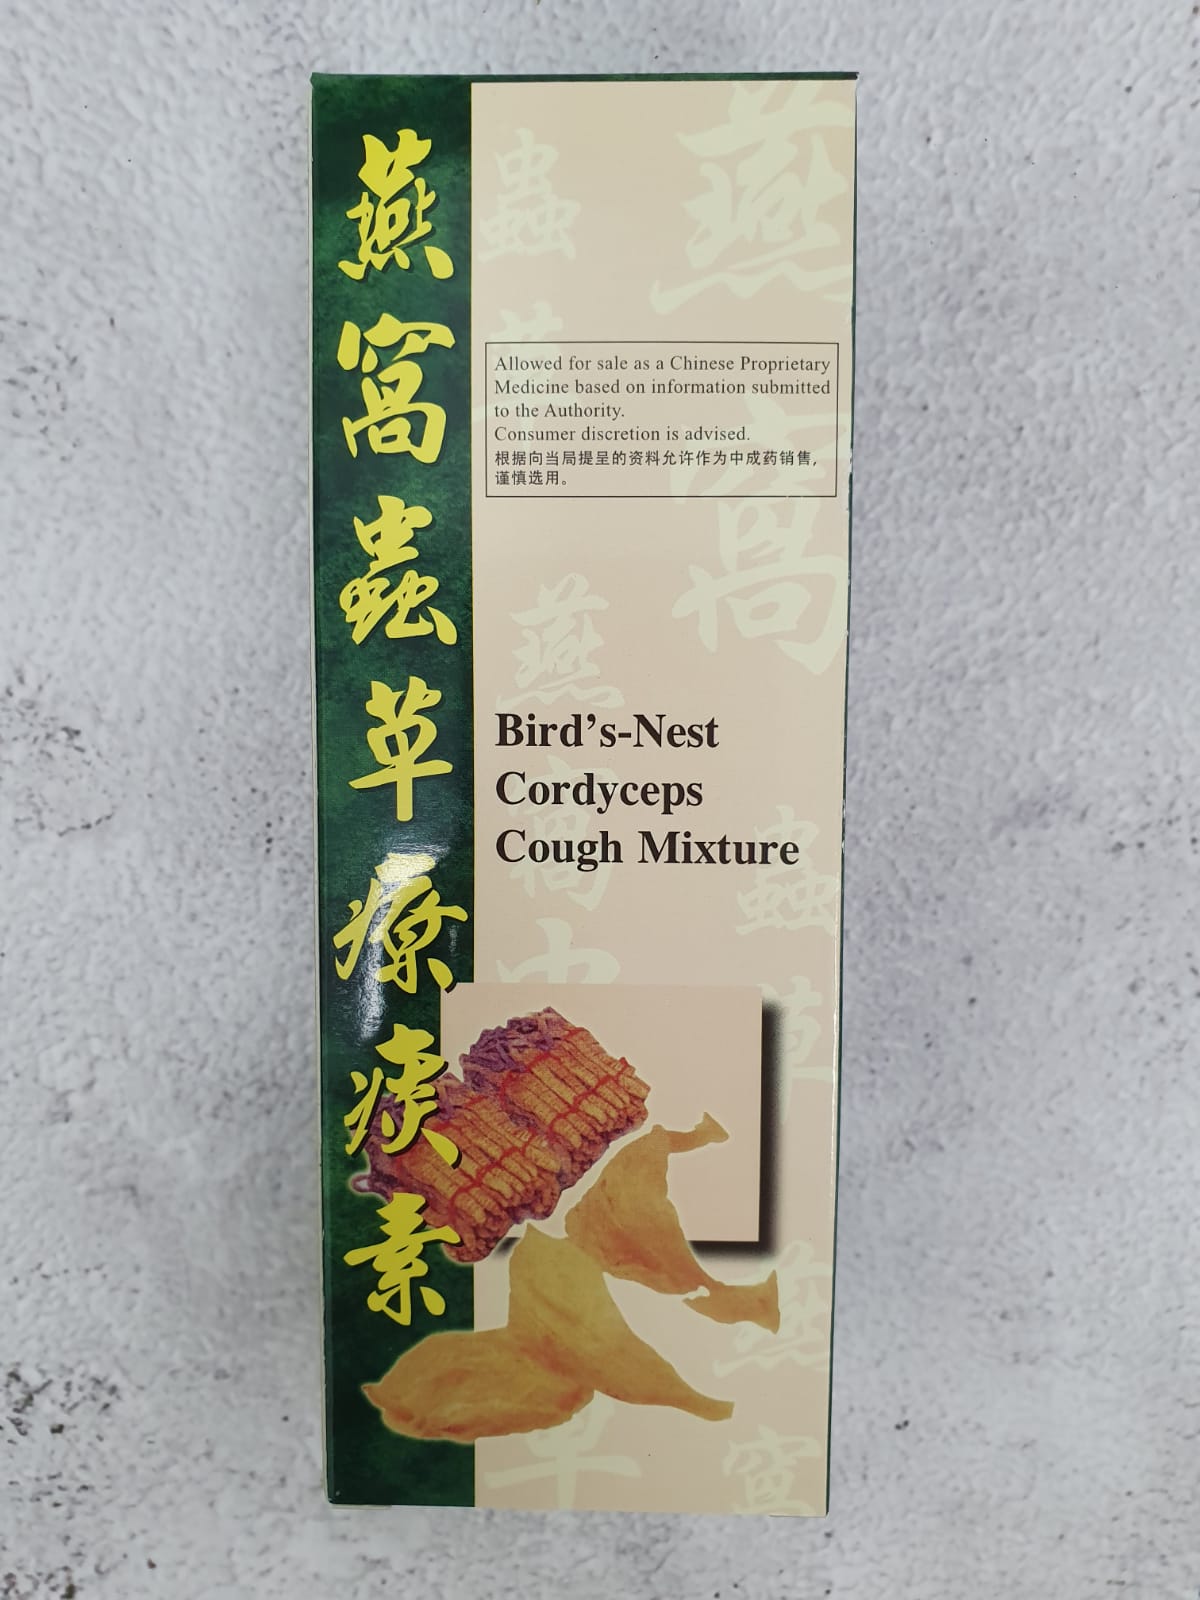 燕窩蟲草療痰素
Allowed for sale as a Chinese Proprietary
Medicine based on information submitted
to the Authority.
Consumer discretion is advised.
根据向当局提呈的资料允许作为中成药销售,
谨慎选用。
Bird's-Nest
Cordyceps
Cough Mixture